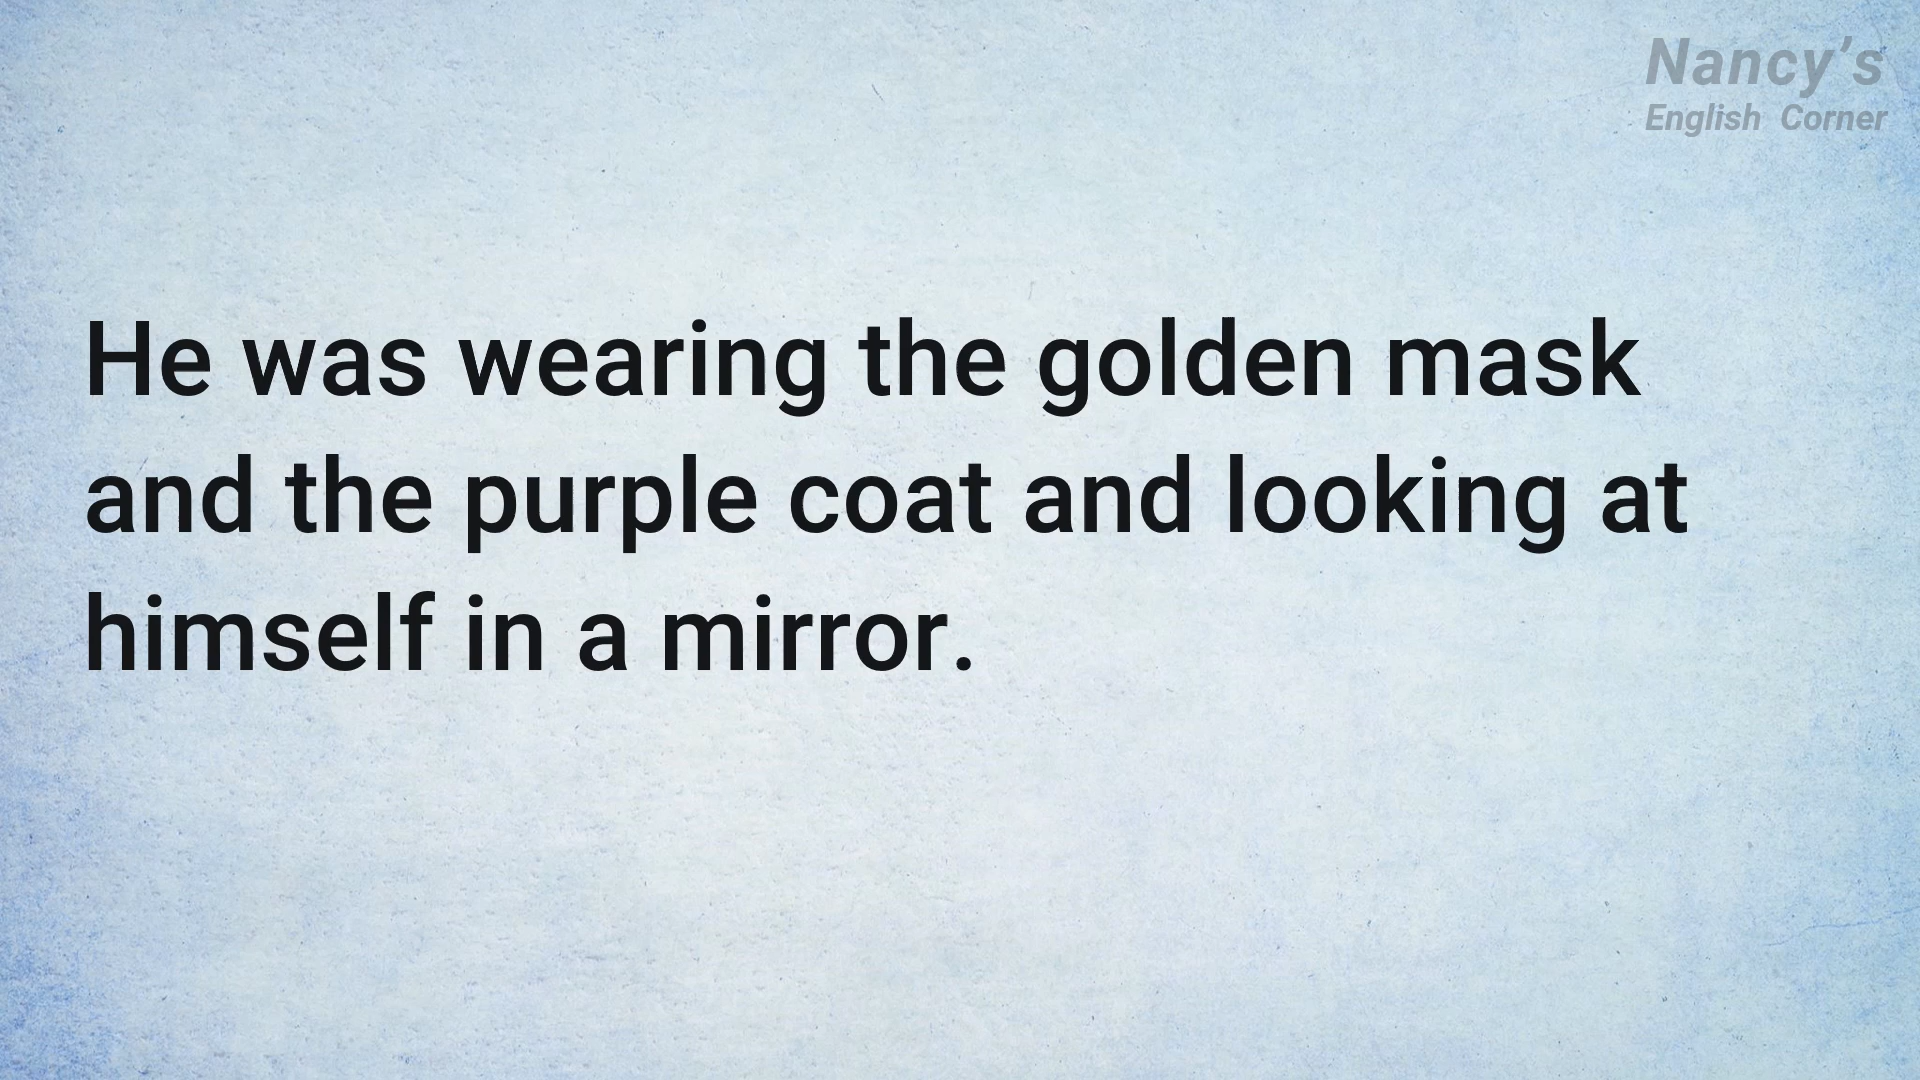 Nancy’s
English Corner
He was wearing the golden mask
and the purple coat and looking at
himself in a mirror.